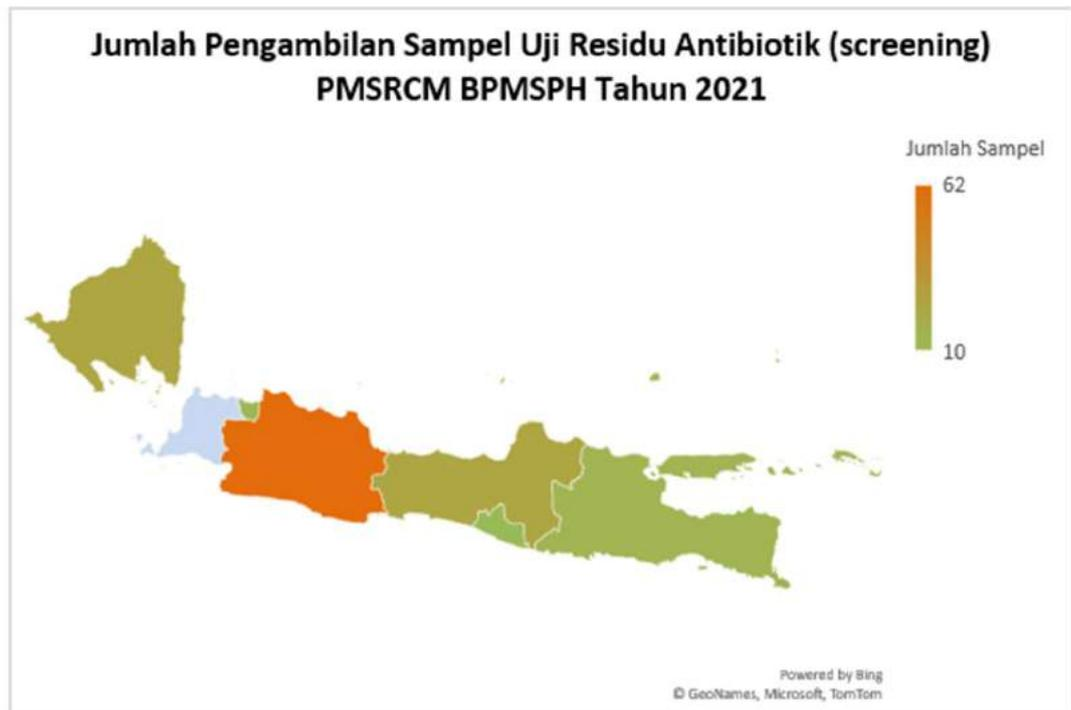 Jumlah Pengambilan Sampel Uji Residu Antibiotik (screening)
PMSRCM BPMSPH Tahun 2021
Jumlah Sampel
62
10
Powered by Bing
© GeoNames, Microsoft, TomTom